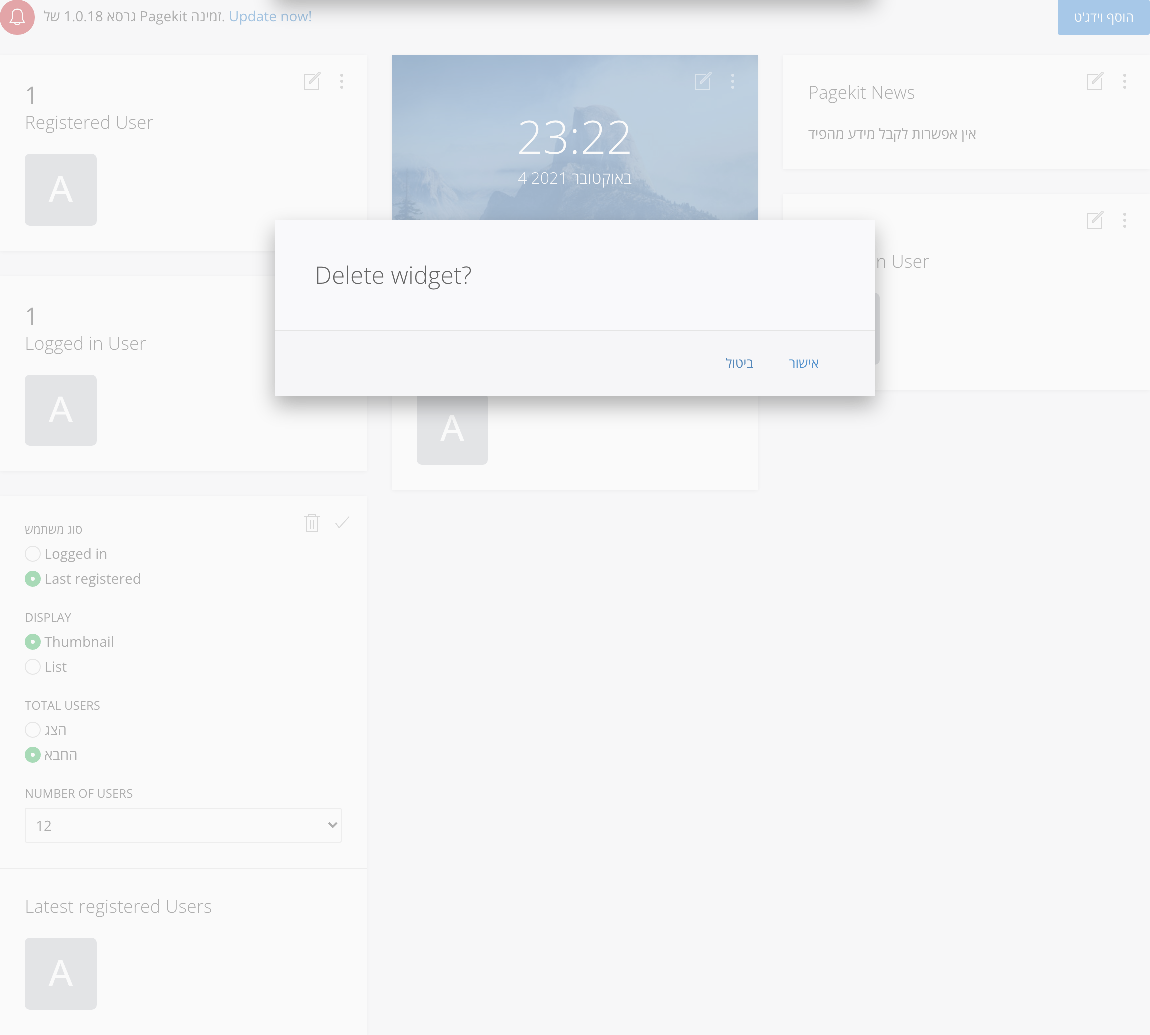 גרסא 1.0.18 של Pagekit זמינה. Update now!
הוסף וידג'ט
1
Registered User
A
1
Logged in User
A
סוג משתמש
Logged in
Last registered
DISPLAY
Thumbnail
List
TOTAL USERS
הצג
החבא
NUMBER OF USERS
12
Latest registered Users
A
23:22
4 באוקטובר 2021
A
Pagekit News
אין אפשרות לקבל מידע מהפיד
n User
Delete widget?
ביטול
אישור